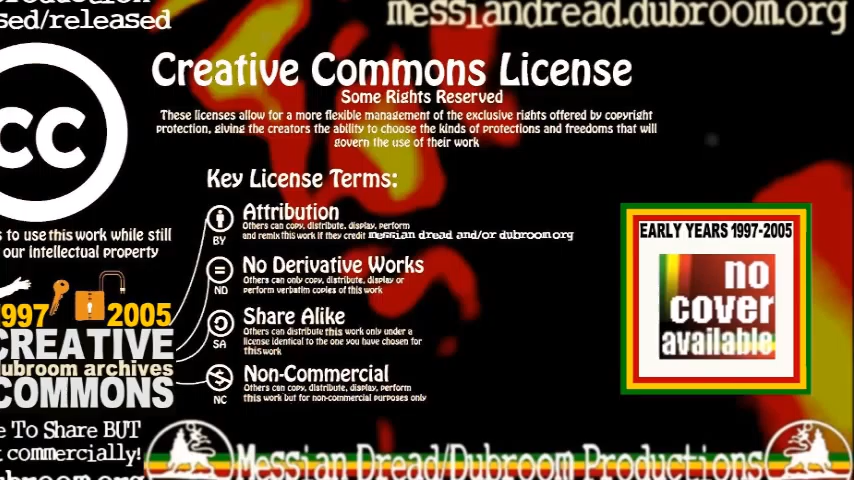 sed/released
messiandread.dubroom.org
Creative Commons License
Some Rights Reserved
These licenses allow for a more flexible management of the exclusive rights offered by copyright
protection, giving the creators the ability to choose the kinds of protections and freedoms that will
govern the use of their work
cc
Key License Terms:
Attribution
Others can copy, distribute, display, perform
and remix this work if they credit messian dread and/or dubroom.org
BY
s to use this work while still
our intellectual property
No Derivative Works
Others can only copy, distribute, display or
perform verbatim copies of this work
ND
EARLY YEARS 1997-2005
no
cover
available
1997 2005
CREATIVE
dubroom archives
COMMONS
Share Alike
Others can distribute this work only under a
license identical to the one you have chosen for
this work
SA
Non-Commercial
Others can copy, distribute, display, perform
this work but for non-commercial purposes only
NC
e To Share BUT
commercially!
Messian Dread/Dubroom Productions